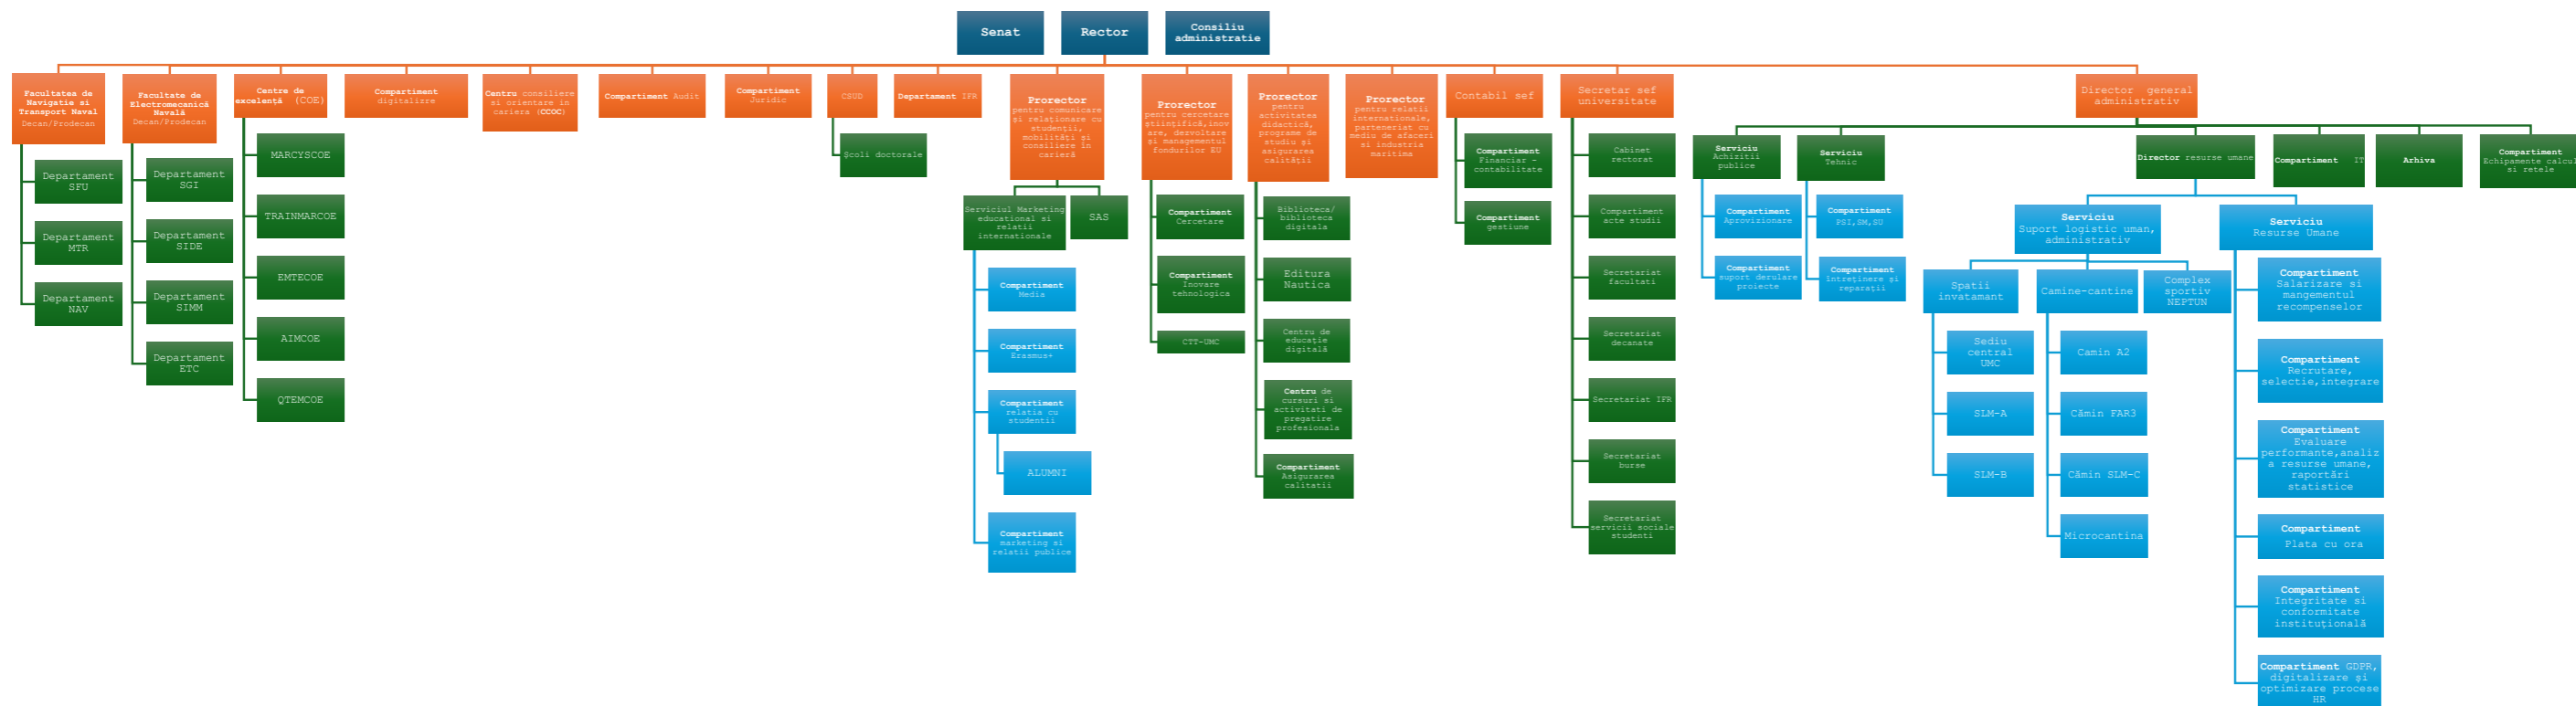 Senat
Rector
Consiliu
administratie
Facultatea de
Navigatie si
Transport Naval
Decan/Prodecan
Facultate de
Electromecanică
Navală
Decan/Prodecan
Centre de
excelență (COE)
Compartiment
digitalizre
Centru consiliere
si orientare in
cariera (CCOC)
Compartiment Audit
Compartiment
Juridic
CSUD
Departament IFR
Prorector
pentru comunicare
și relaționare cu
studenții,
mobilități și
consiliere în
carieră
Prorector
pentru cercetare
științifică,inov
are, dezvoltare
și managementul
fondurilor EU
Prorector
pentru
activitatea
didactică,
programe de
studiu și
asigurarea
calității
Prorector
pentru relatii
internationale,
parteneriat cu
mediu de afaceri
si industria
maritima
Contabil sef
Secretar sef
universitate
Director general
administrativ
Departament
SFU
Departament
MTR
Departament
NAV
Departament
SGI
Departament
SIDE
Departament
SIMM
Departament
ETC
MARCYSCOE
TRAINMARCOE
EMTECOE
AIMCOE
QTEMCOE
Școli doctorale
Serviciul Marketing
educational si
relatii
internationale
SAS
Compartiment
Media
Compartiment
Erasmus+
Compartiment
relatia cu
studentii
ALUMNI
Compartiment
marketing si
relatii publice
Compartiment
Cercetare
Compartiment
Inovare
tehnologica
CTT-UMC
Biblioteca/
biblioteca
digitala
Editura
Nautica
Centru de
educație
digitală
Centru de
cursuri si
activitati de
pregatire
profesionala
Compartiment
Asigurarea
calitatii
Compartiment
Financiar -
contabilitate
Compartiment
gestiune
Cabinet
rectorat
Compartiment
acte studii
Secretariat
facultati
Secretariat
decanate
Secretariat IFR
Secretariat
burse
Secretariat
servicii sociale
studenti
Serviciu
Achizitii
publice
Compartiment
Aprovizionare
Compartiment
suport derulare
proiecte
Serviciu
Tehnic
Compartiment
PSI,SM,SU
Compartiment
întreținere și
reparații
Director resurse umane
Compartiment IT
Arhiva
Compartiment
Echipamente calcul
si retele
Serviciu
Suport logistic uman,
administrativ
Spatii
invatamant
Sediu
central
UMC
SLM-A
SLM-B
Camine-cantine
Camin A2
Cămin FAR3
Cămin SLM-C
Microcantina
Complex
sportiv
NEPTUN
Serviciu
Resurse Umane
Compartiment
Salarizare si
mangementul
recompenselor
Compartiment
Recrutare,
selectie,integrare
Compartiment
Evaluare
performante,analiz
a resurse umane,
raportări
statistice
Compartiment
Plata cu ora
Compartiment
Integritate si
conformitate
instituțională
Compartiment GDPR,
digitalizare și
optimizare procese
HR